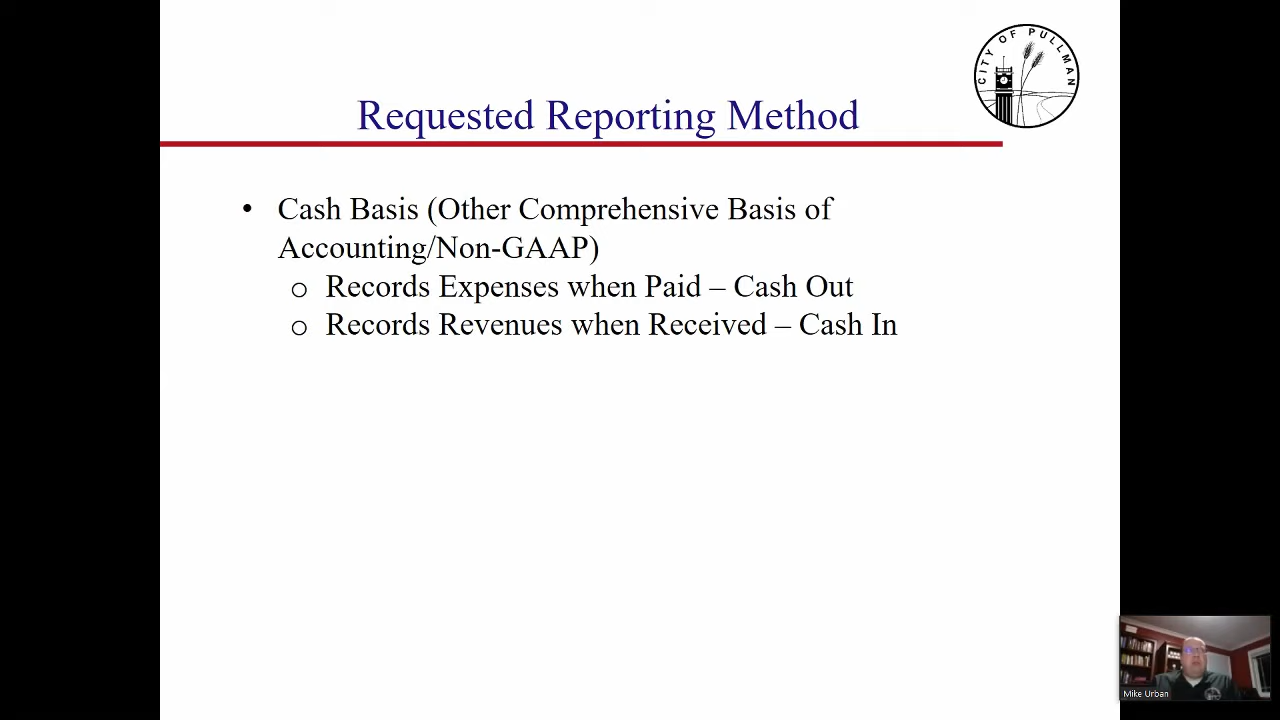 CITY OF PULLMAN
Requested Reporting Method
• Cash Basis (Other Comprehensive Basis of
Accounting/Non-GAAP)
o Records Expenses when Paid – Cash Out
o Records Revenues when Received – Cash In
Mike Urban